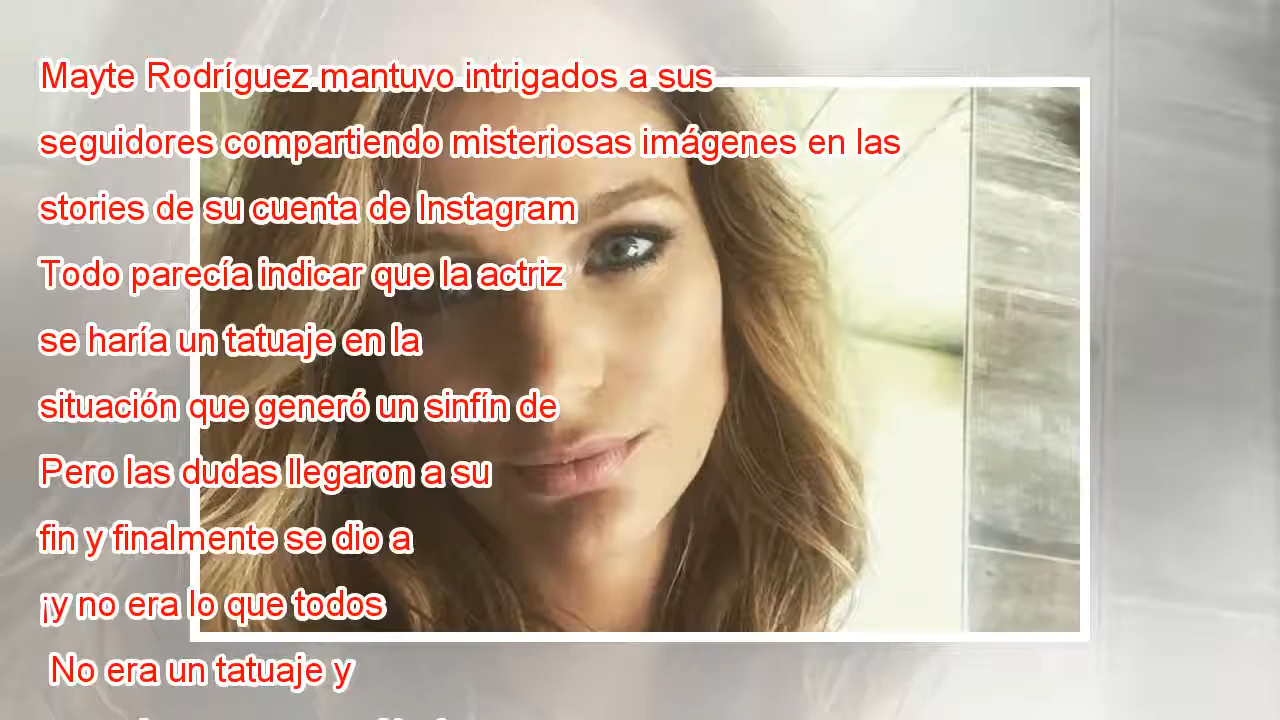 Mayte Rodríguez mantuvo intrigados a sus
seguidores compartiendo misteriosas imágenes en las
stories de su cuenta de Instagram
Todo parecía indicar que la actriz
se haría un tatuaje en la
situación que generó un sinfín de
Pero las dudas llegaron a su
fin y finalmente se dio a
¡y no era lo que todos
No era un tatuaje y